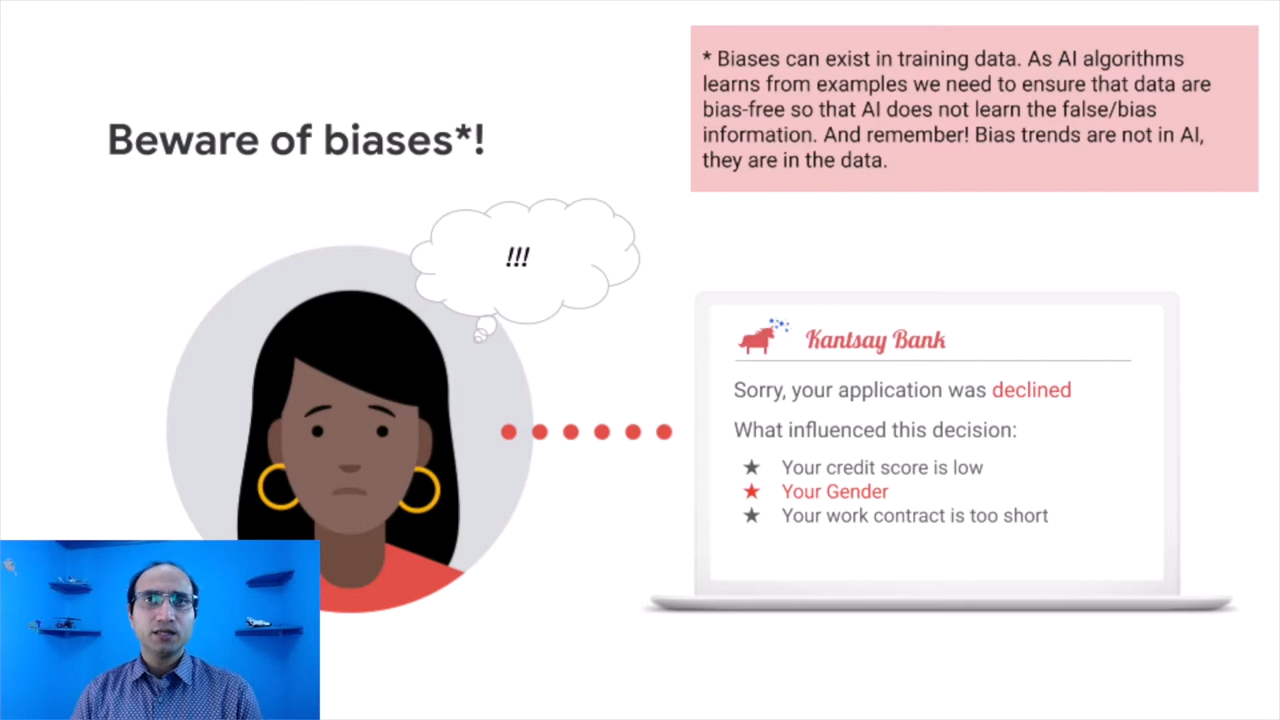 * Biases can exist in training data. As AI algorithms
learns from examples we need to ensure that data are
bias-free so that AI does not learn the false/bias
information. And remember! Bias trends are not in AI,
they are in the data.
Beware of biases*!
!!!
Kantsay Bank
Sorry, your application was declined
What influenced this decision:
★ Your credit score is low
★ Your Gender
★ Your work contract is too short